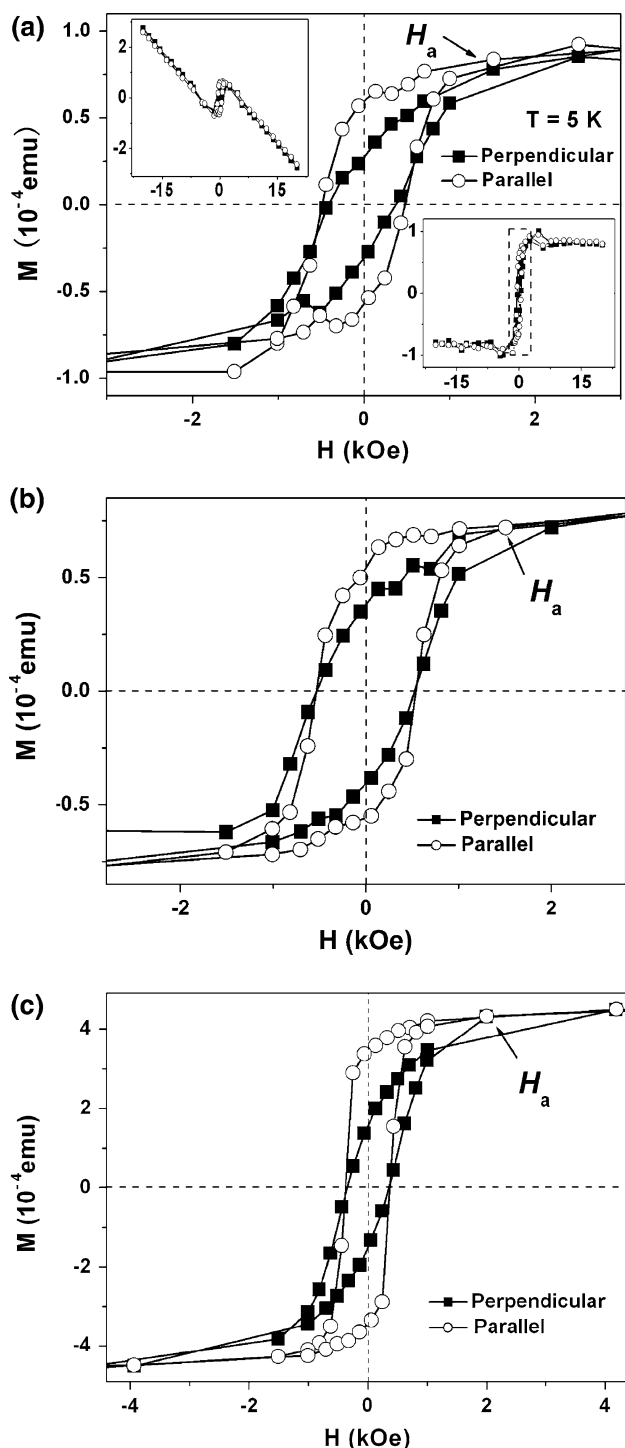 (a)
1.0
0.5
0.0
-0.5
-1.0
M (10⁻⁴emu)
2
0
-2
-15 0 15
Hₐ
T = 5 K
Perpendicular
Parallel
1
0
-1
-15 0 15
-2 0 2
H (kOe)
(b)
0.5
0.0
-0.5
M (10⁻⁴emu)
Hₐ
Perpendicular
Parallel
-2 0 2
H (kOe)
(c)
4
2
0
-2
-4
M (10⁻⁴emu)
Hₐ
Perpendicular
Parallel
-4 -2 0 2 4
H (kOe)